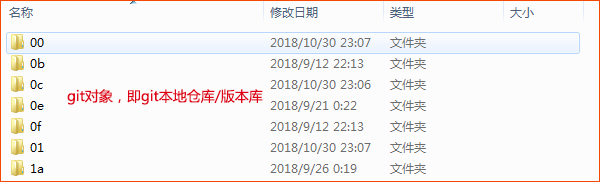 名称 修改日期 类型 大小
00 2018/10/30 23:07 文件夹
0b 2018/9/12 22:13 文件夹
0c 2018/10/30 23:06 文件夹
git对象，即git本地仓库/版本库
0e 2018/9/21 0:22 文件夹
0f 2018/9/12 22:13 文件夹
01 2018/10/30 23:07 文件夹
1a 2018/9/26 0:19 文件夹